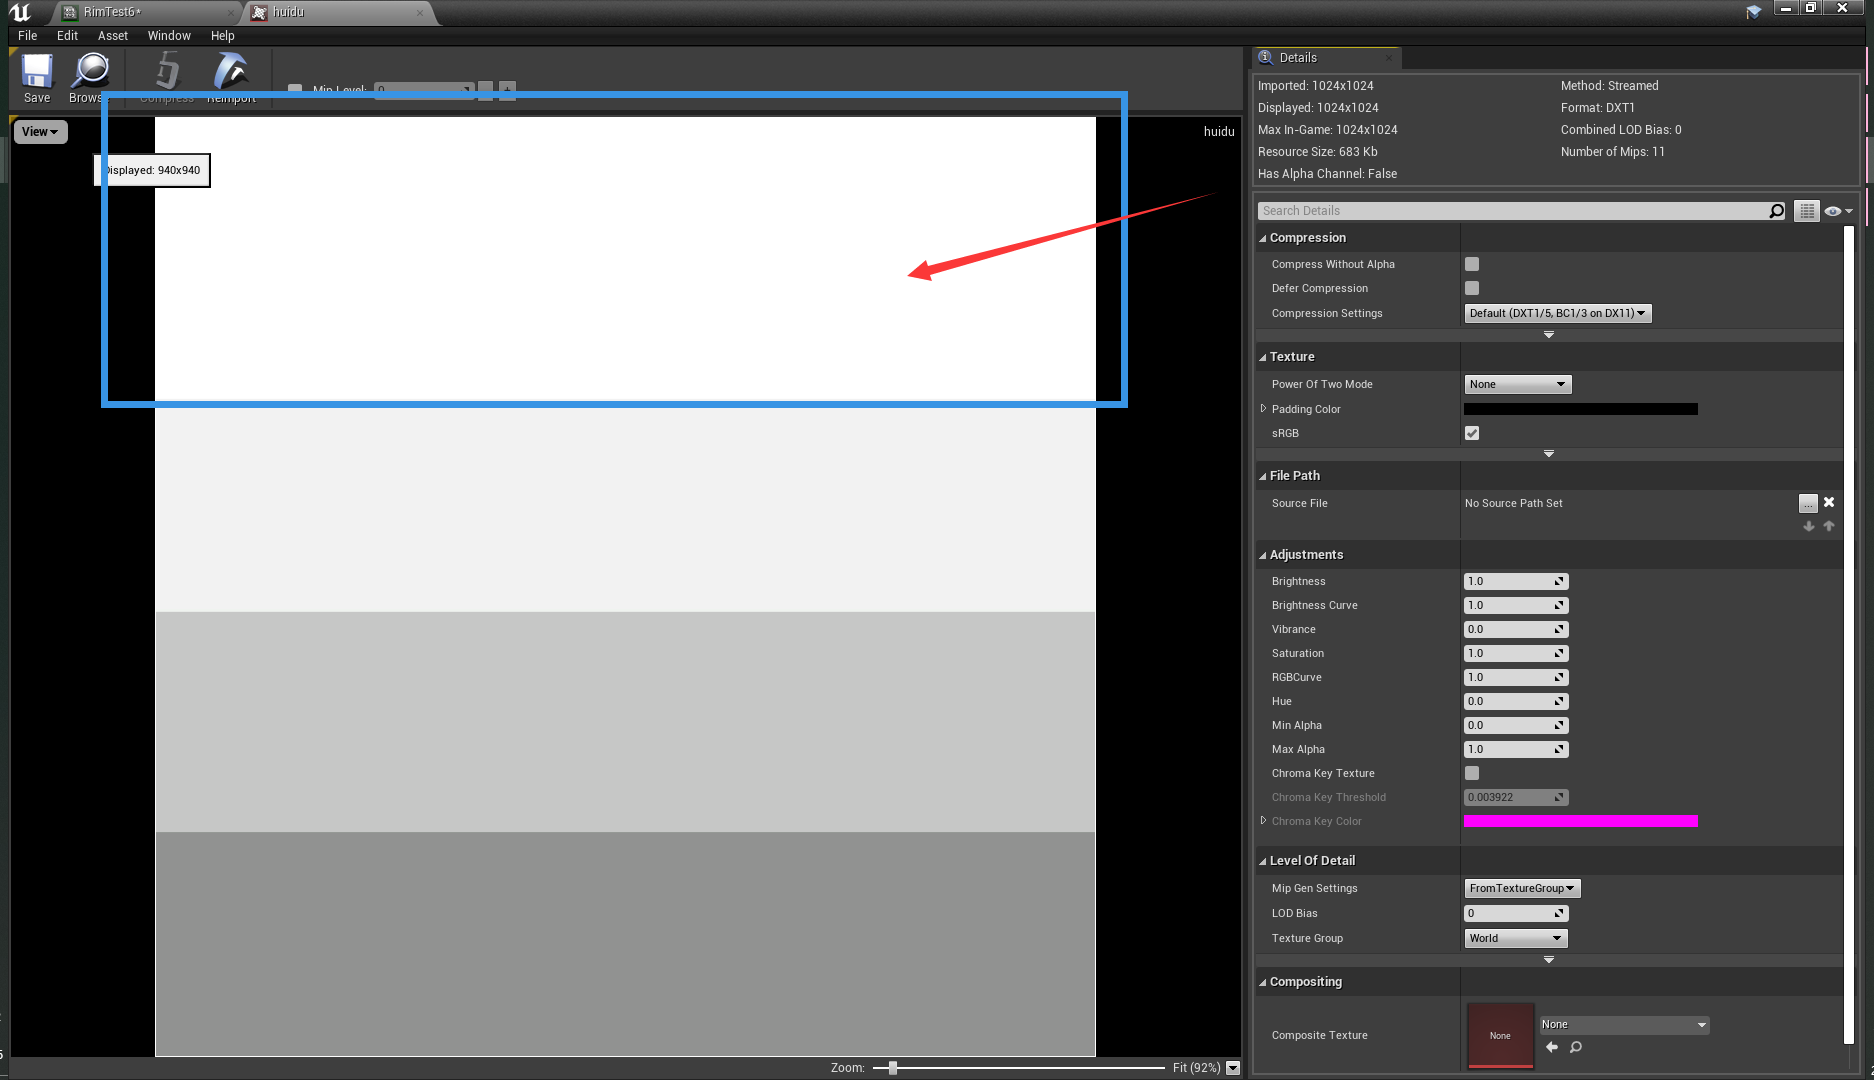 RimTest6*
huidu
File Edit Asset Window Help
Save
Browse
Compress
Reimport
Mip Level: 0
View
huidu
Displayed: 940x940
Zoom:
Fit (92%)
Details
Imported: 1024x1024
Method: Streamed
Displayed: 1024x1024
Format: DXT1
Max In-Game: 1024x1024
Combined LOD Bias: 0
Resource Size: 683 Kb
Number of Mips: 11
Has Alpha Channel: False
Search Details
Compression
Compress Without Alpha
Defer Compression
Compression Settings
Default (DXT1/5, BC1/3 on DX11)
Texture
Power Of Two Mode
None
Padding Color
sRGB
File Path
Source File
No Source Path Set
...
Adjustments
Brightness
1.0
Brightness Curve
1.0
Vibrance
0.0
Saturation
1.0
RGBCurve
1.0
Hue
0.0
Min Alpha
0.0
Max Alpha
1.0
Chroma Key Texture
Chroma Key Threshold
0.003922
Chroma Key Color
Level Of Detail
Mip Gen Settings
FromTextureGroup
LOD Bias
0
Texture Group
World
Compositing
Composite Texture
None
None